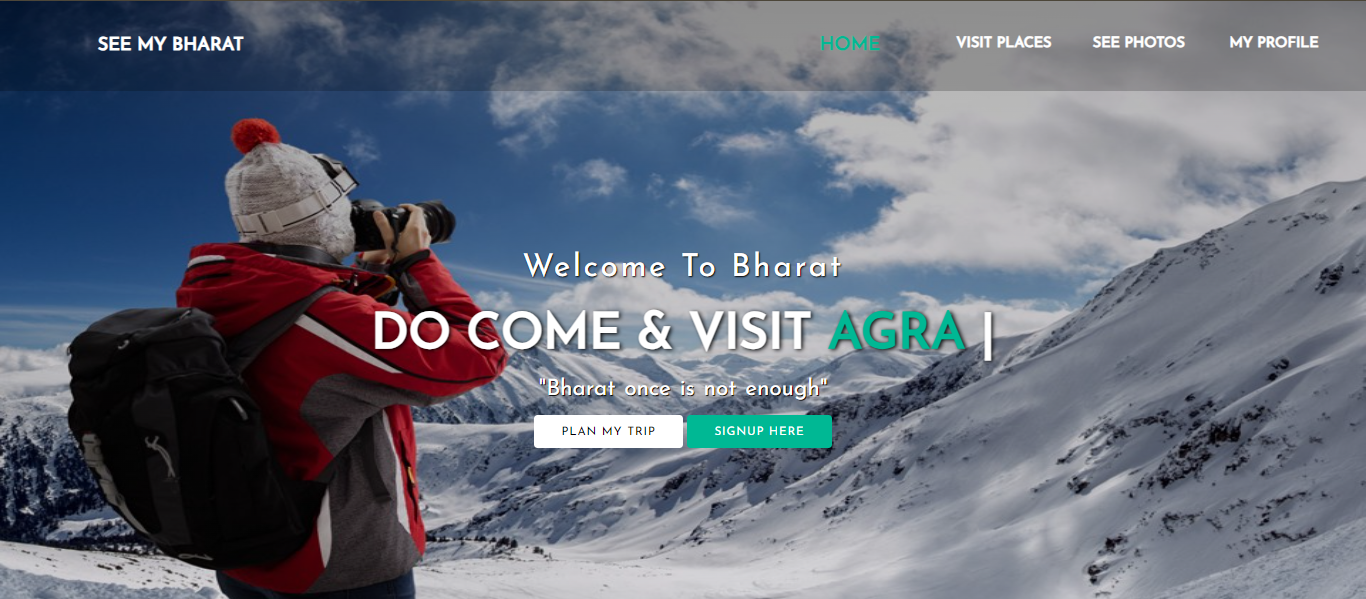 SEE MY BHARAT HOME VISIT PLACES SEE PHOTOS MY PROFILE
Welcome To Bharat
DO COME & VISIT AGRA |
"Bharat once is not enough"
PLAN MY TRIP SIGNUP HERE